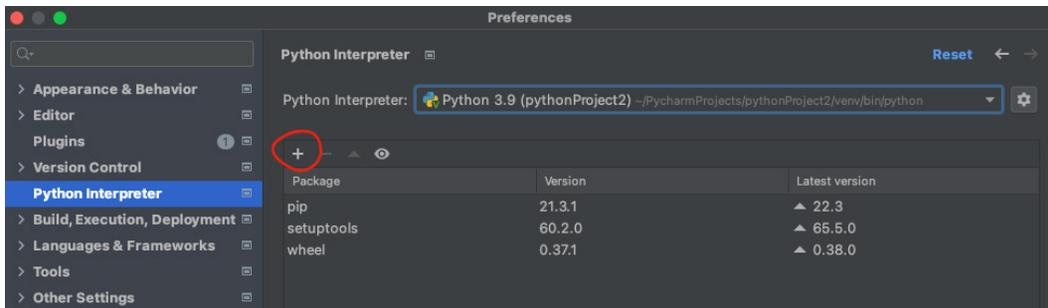 Preferences
Python Interpreter
Reset
Appearance & Behavior
Editor
Plugins 1
Version Control
Python Interpreter
Build, Execution, Deployment
Languages & Frameworks
Tools
Other Settings
Python Interpreter: Python 3.9 (pythonProject2) ~/PycharmProjects/pythonProject2/venv/bin/python
Package Version Latest version
pip 21.3.1 22.3
setuptools 60.2.0 65.5.0
wheel 0.37.1 0.38.0